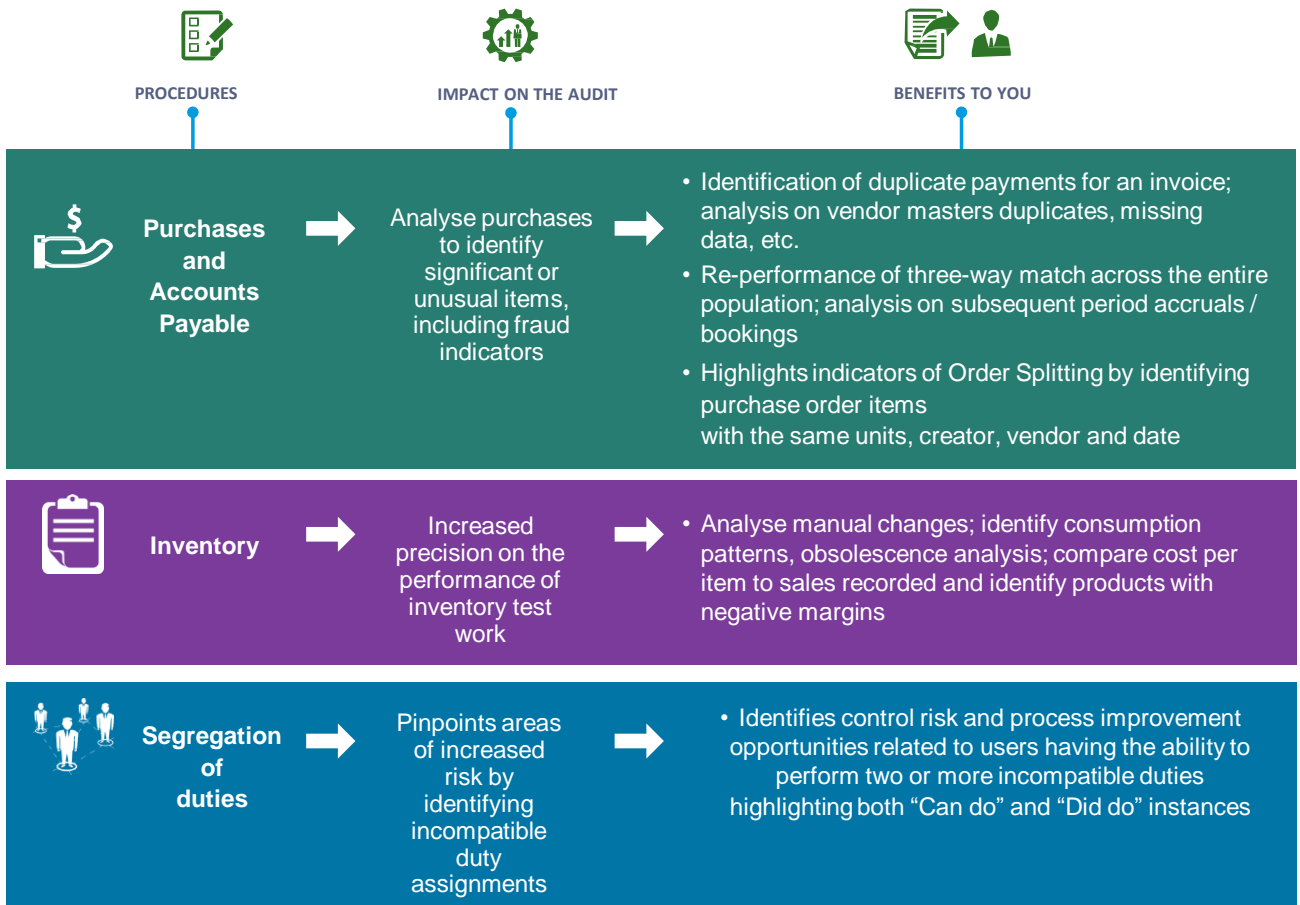 PROCEDURES
IMPACT ON THE AUDIT
BENEFITS TO YOU
$
Purchases
and
Accounts
Payable
Analyse purchases
to identify
significant or
unusual items,
including fraud
indicators
• Identification of duplicate payments for an invoice;
analysis on vendor masters duplicates, missing
data, etc.
• Re-performance of three-way match across the entire
population; analysis on subsequent period accruals /
bookings
• Highlights indicators of Order Splitting by identifying
purchase order items
with the same units, creator, vendor and date
Inventory
Increased
precision on the
performance of
inventory test
work
• Analyse manual changes; identify consumption
patterns, obsolescence analysis; compare cost per
item to sales recorded and identify products with
negative margins
Segregation
of
duties
Pinpoints areas
of increased
risk by
identifying
incompatible
duty
assignments
• Identifies control risk and process improvement
opportunities related to users having the ability to
perform two or more incompatible duties
highlighting both “Can do” and “Did do” instances